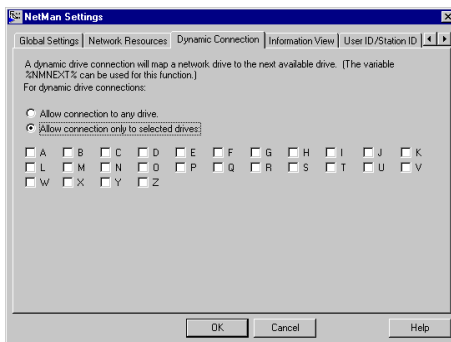 NetMan Settings
Global Settings Network Resources Dynamic Connection Information View User ID/Station ID
A dynamic drive connection will map a network drive to the next available drive. (The variable
%NMNEXT% can be used for this function.)
For dynamic drive connections:
Allow connection to any drive.
Allow connection only to selected drives:
A B C D E F G H I J K
L M N O P Q R S T U V
W X Y Z
OK Cancel Help